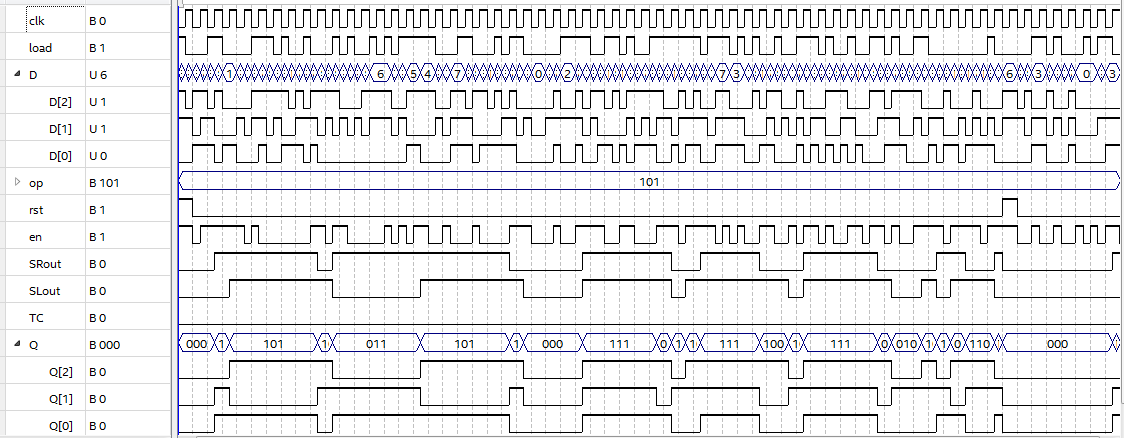 clk B 0
load B 1
D U 6 1 6 5 4 7 0 2 7 3 6 3 0 3
D[2] U 1
D[1] U 1
D[0] U 0
op B 101 101
rst B 1
en B 1
SRout B 0
SLout B 0
TC B 0
Q B 000 000 1 101 1 011 101 1 000 111 0 1 1 111 100 1 111 0 010 1 1 0 110 000
Q[2] B 0
Q[1] B 0
Q[0] B 0